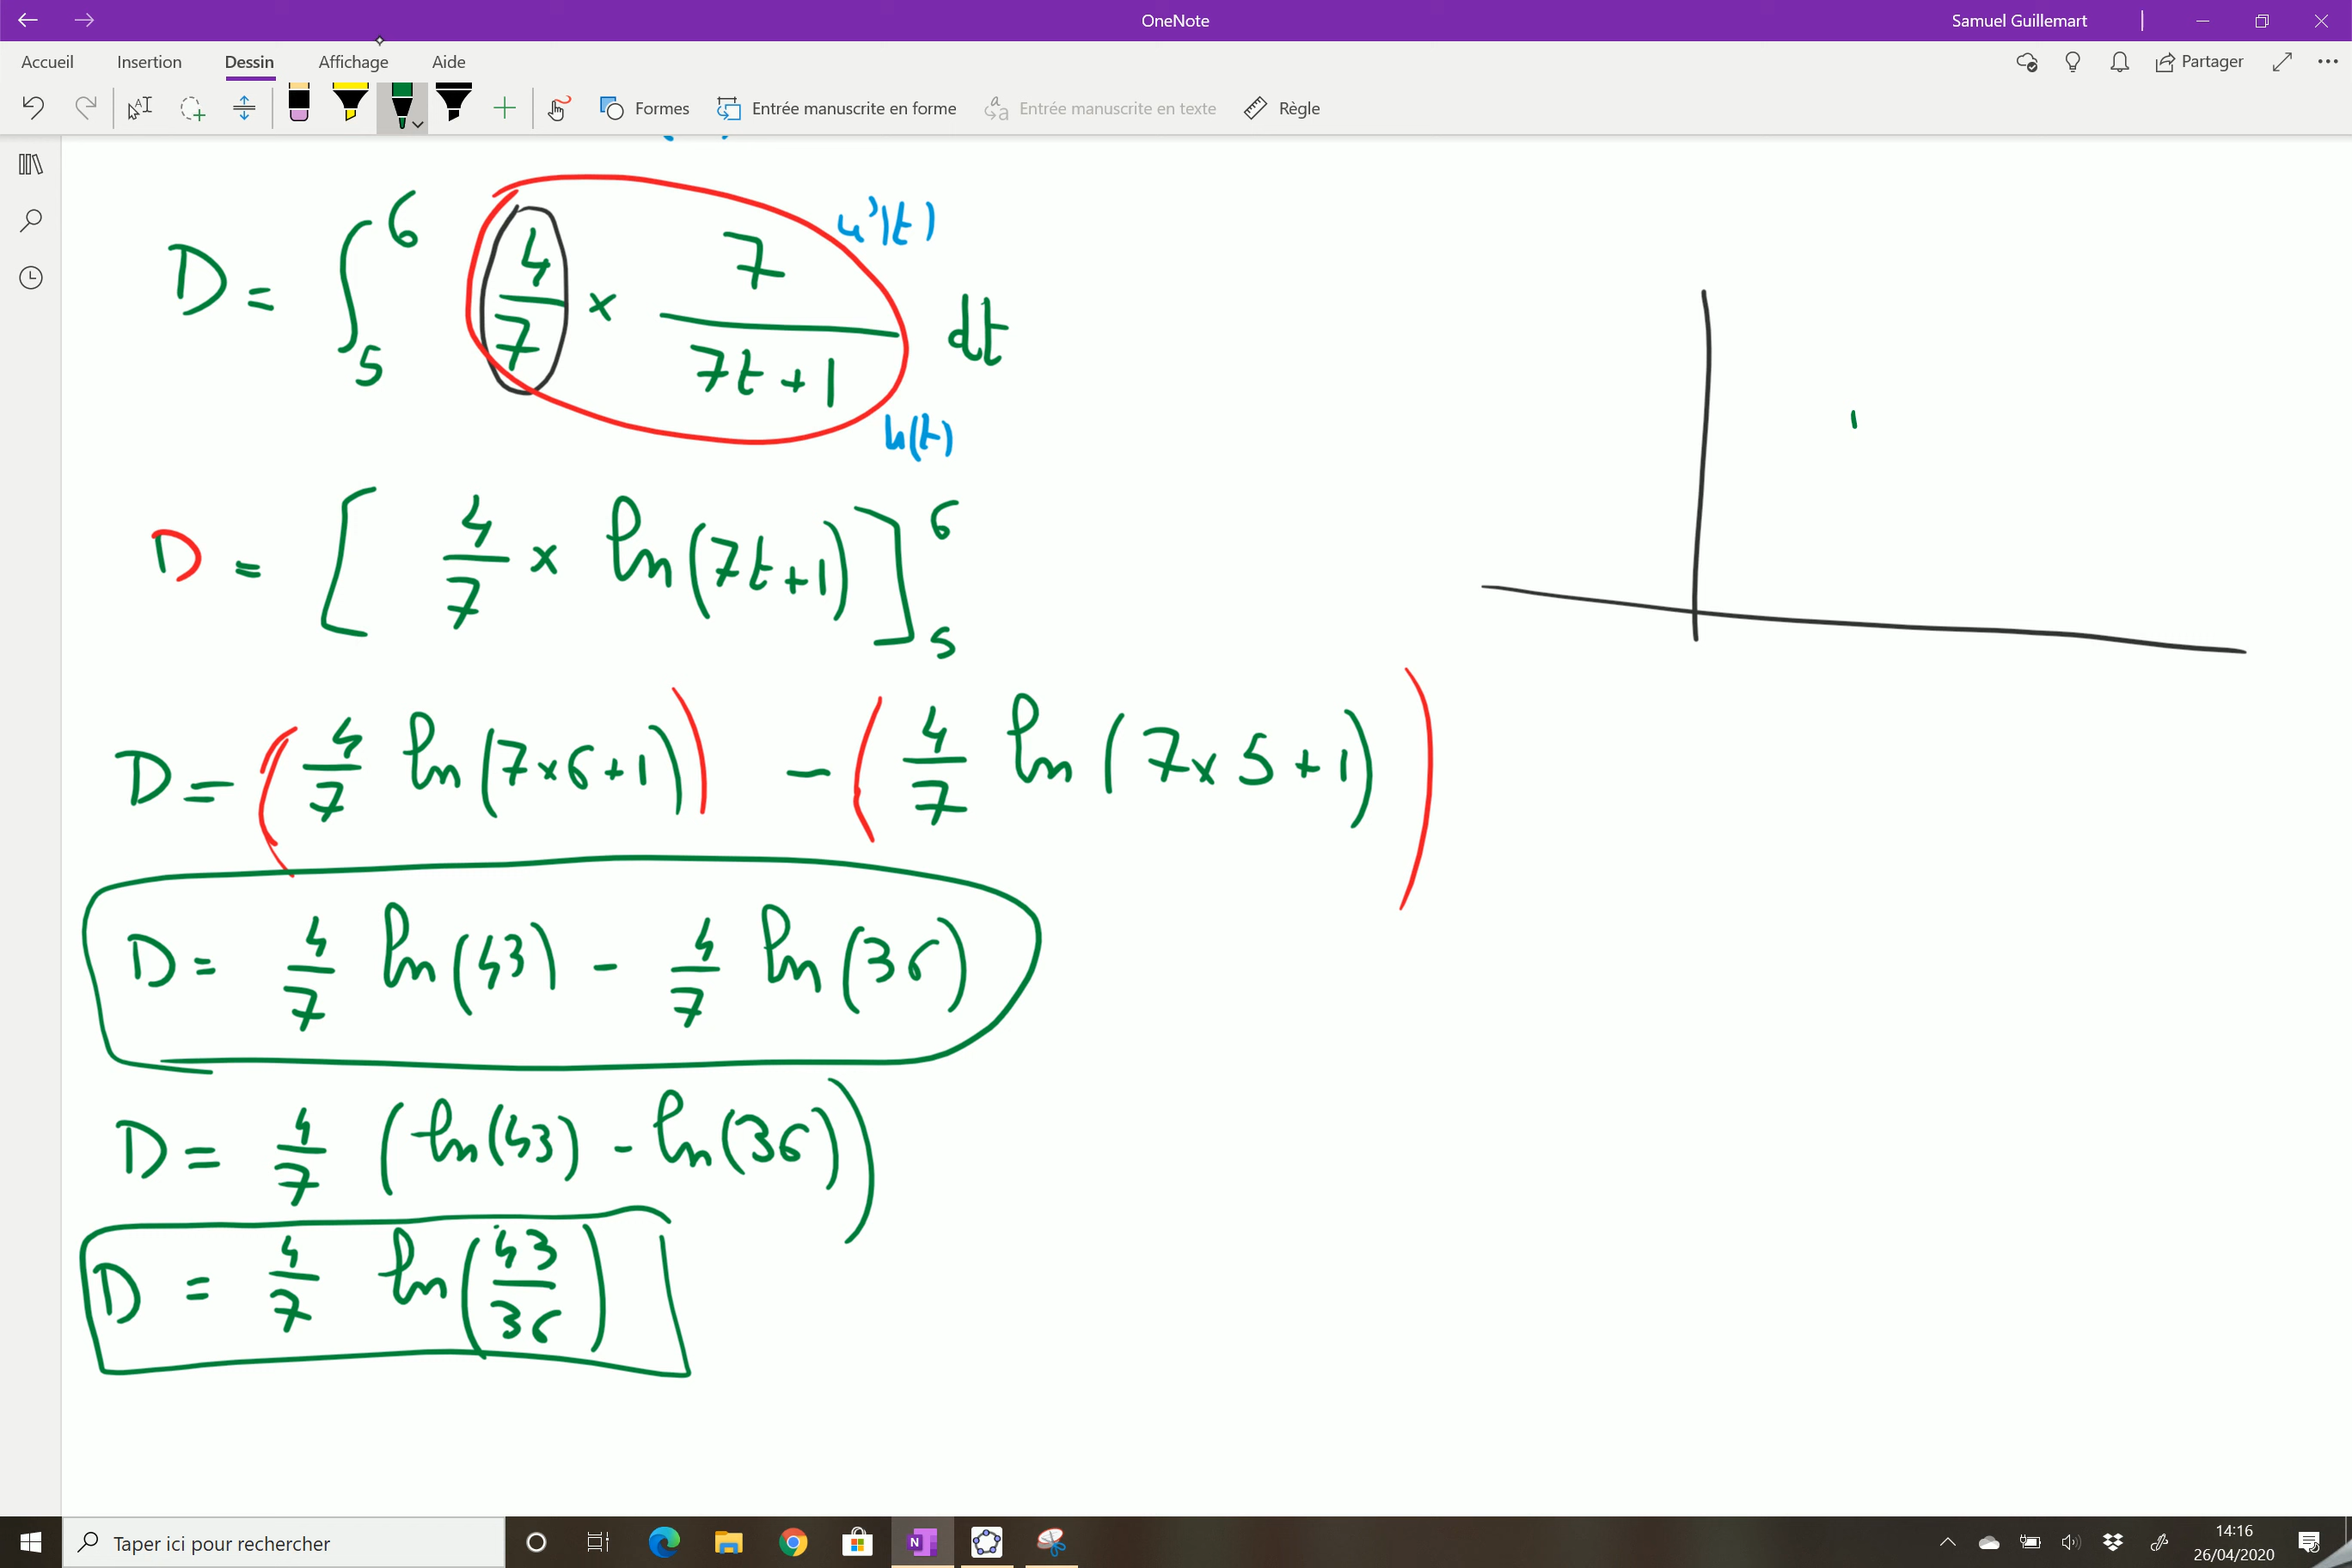 OneNote
Samuel Guillemart
Accueil Insertion Dessin Affichage Aide
Partager
Formes Entrée manuscrite en forme Entrée manuscrite en texte Règle
D = ∫₅⁶ 4/7 × 7/(7t+1) dt
u'(t)
u(t)
D = [ 4/7 × ln(7t+1) ]₅⁶
D = (4/7 ln(7×6+1)) - (4/7 ln(7×5+1))
D = 4/7 ln(43) - 4/7 ln(36)
D = 4/7 (ln(43) - ln(36))
D = 4/7 ln(43/36)
Taper ici pour rechercher
14:16
26/04/2020